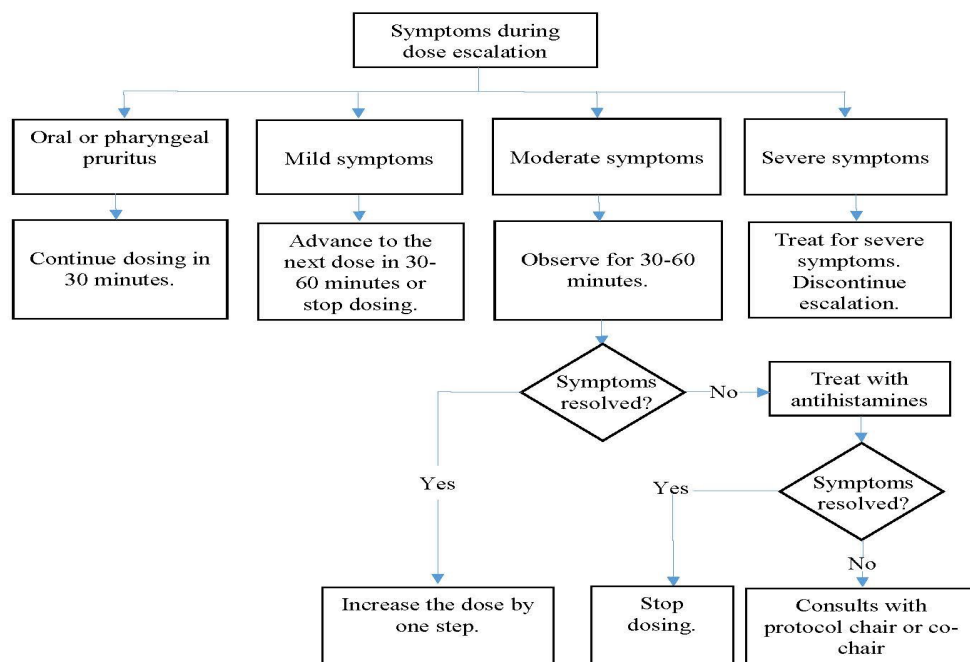 Symptoms during
dose escalation
Oral or pharyngeal
pruritus
Mild symptoms
Moderate symptoms
Severe symptoms
Continue dosing in
30 minutes.
Advance to the
next dose in 30-
60 minutes or
stop dosing.
Observe for 30-60
minutes.
Treat for severe
symptoms.
Discontinue
escalation.
Symptoms
resolved?
No
Treat with
antihistamines
Yes
Yes
Symptoms
resolved?
No
Increase the dose by
one step.
Stop
dosing.
Consults with
protocol chair or co-
chair